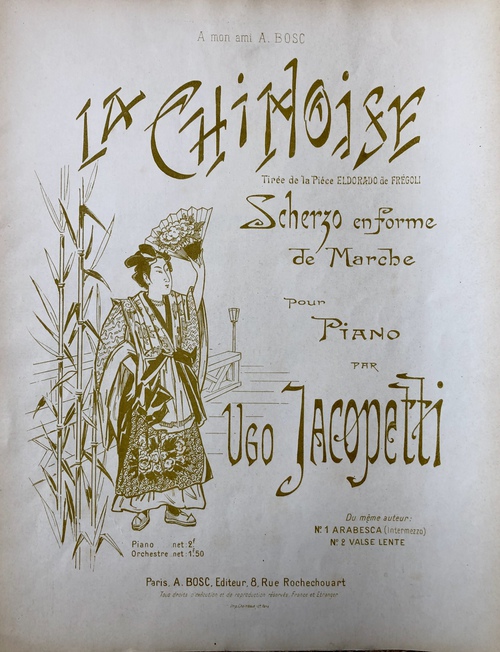 A mon ami A. BOSC
LA CHINOISE
Tirée de la Pièce ELDORADO de FRÉGOLI
Scherzo en forme
de Marche
pour
PIANO
PAR
UGO Jacopetti
Du même auteur:
No. 1 ARABESCA (Intermezzo)
No. 2 VALSE LENTE
Piano net: 2f
Orchestre net 1f.50
Paris, A. BOSC, Editeur, 8, Rue Rochechouart
Tous droits d'exécution et de reproduction réservés, France et Etranger